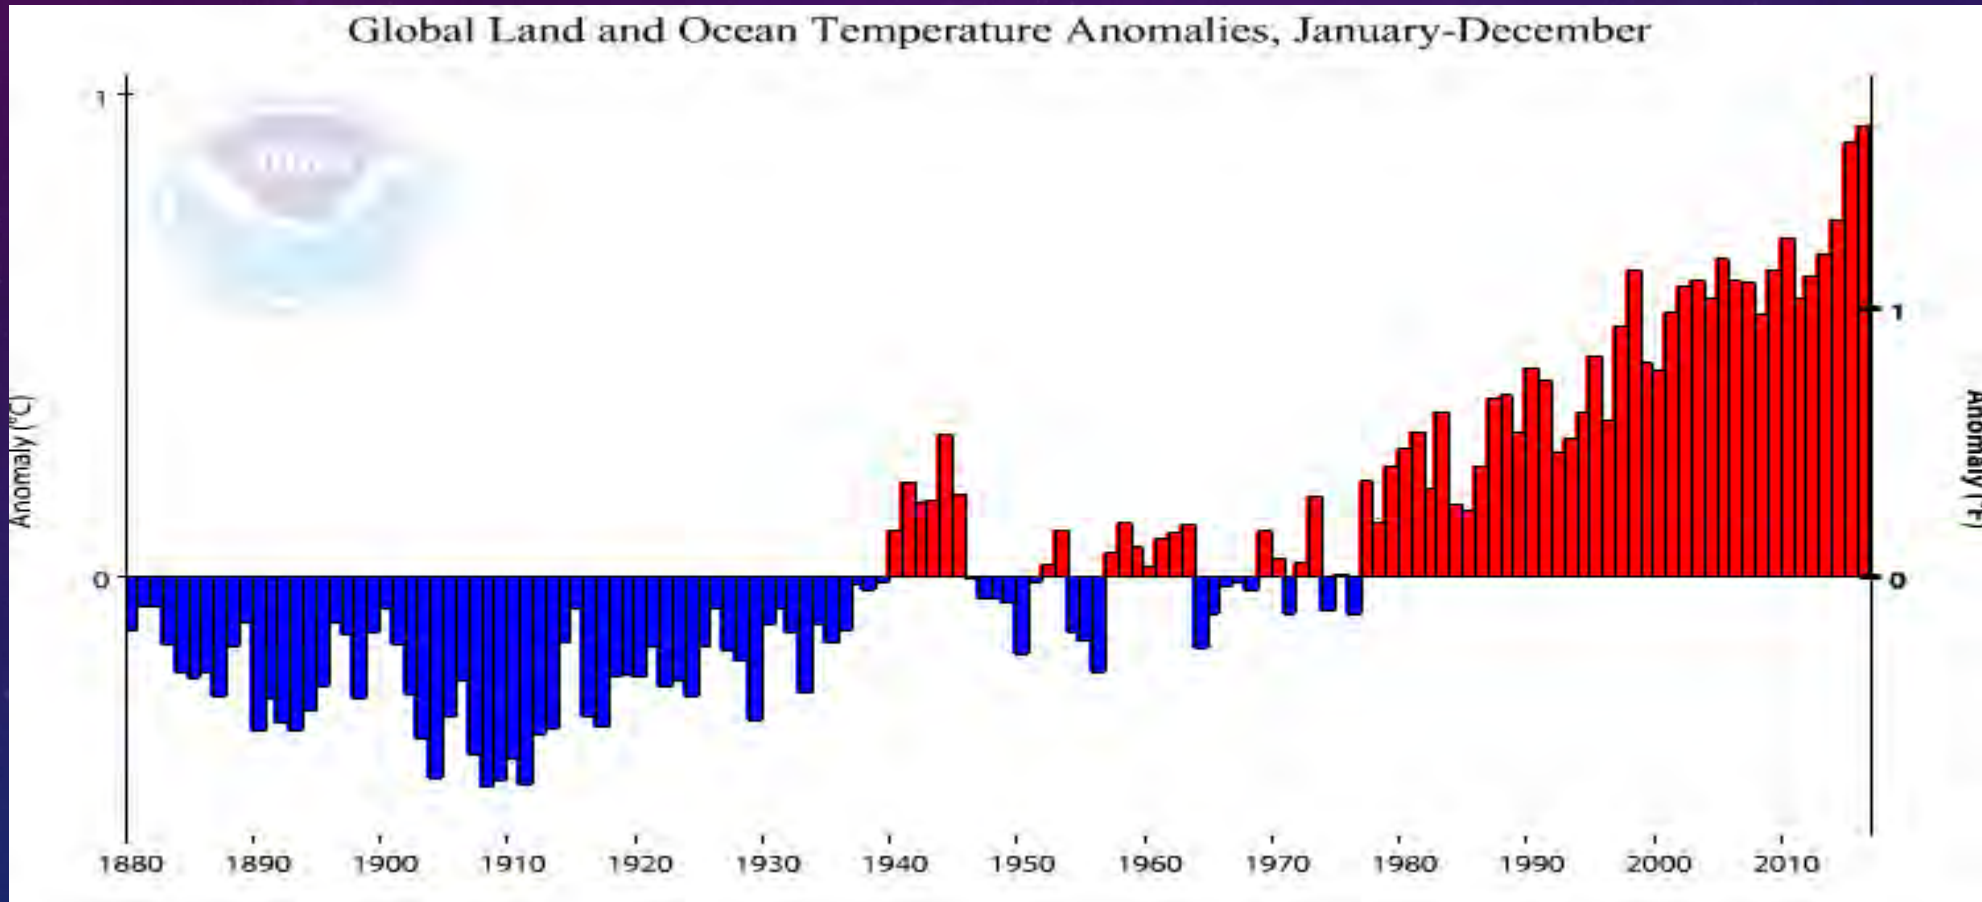 Global Land and Ocean Temperature Anomalies, January-December
1
0
Anomaly (°C)
1
0
Anomaly (°F)
1880 1890 1900 1910 1920 1930 1940 1950 1960 1970 1980 1990 2000 2010